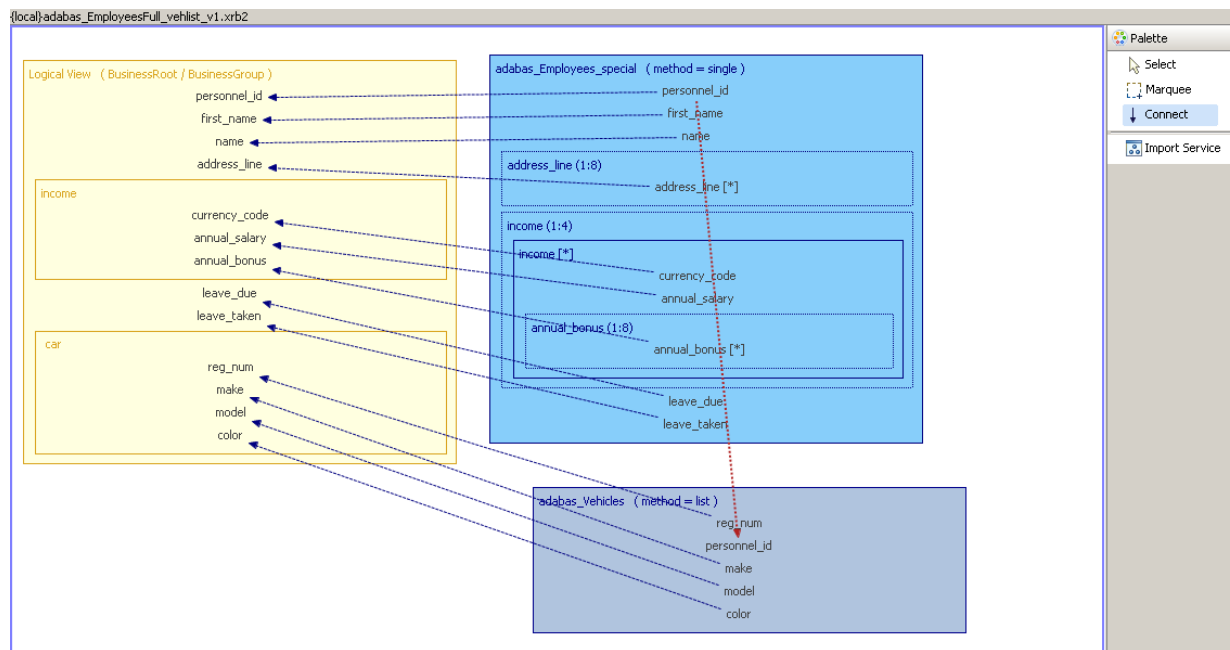 {local}-adabas_EmployeesFull_vehlist_v1.xrb2
Logical View ( BusinessRoot / BusinessGroup )
personnel_id
first_name
name
address_line
income
currency_code
annual_salary
annual_bonus
leave_due
leave_taken
car
reg_num
make
model
color
adabas_Employees_special ( method = single )
personnel_id
first_name
name
address_line (1:8)
address_line [*]
income (1:4)
income [*]
currency_code
annual_salary
annual_bonus (1:8)
annual_bonus [*]
leave_due
leave_taken
adabas_Vehicles ( method = list )
reg_num
personnel_id
make
model
color
Palette
Select
Marquee
Connect
Import Service